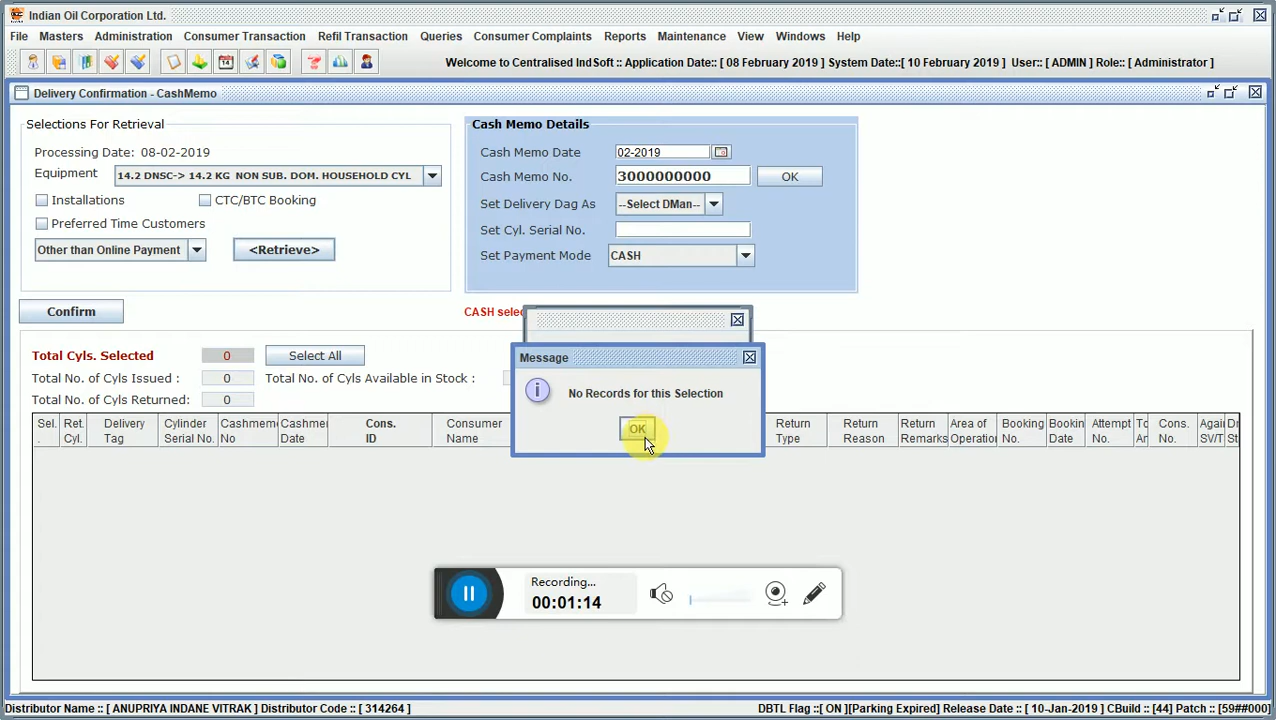 Indian Oil Corporation Ltd.
File Masters Administration Consumer Transaction Refil Transaction Queries Consumer Complaints Reports Maintenance View Windows Help
Welcome to Centralised IndSoft :: Application Date:: [ 08 February 2019 ] System Date::[ 10 February 2019 ] User:: [ ADMIN ] Role:: [ Administrator ]
Delivery Confirmation - CashMemo
Selections For Retrieval
Processing Date: 08-02-2019
Equipment 14.2 DNSC-> 14.2 KG NON SUB. DOM. HOUSEHOLD CYL
Installations CTC/BTC Booking
Preferred Time Customers
Other than Online Payment <Retrieve>
Cash Memo Details
Cash Memo Date 02-2019
Cash Memo No. 3000000000 OK
Set Delivery Dag As --Select DMan--
Set Cyl. Serial No.
Set Payment Mode CASH
Confirm
CASH selec
Total Cyls. Selected 0 Select All
Total No. of Cyls Issued : 0 Total No. of Cyls Available in Stock :
Total No. of Cyls Returned: 0
Message
No Records for this Selection
OK
Sel. Ret. Delivery Cylinder Cashmem Cashmer Cons. Consumer Return Return Return Area of Booking Bookin Attempt Cons. Agai
. Cyl. Tag Serial No. No Date ID Name Type Reason Remarks Operation No. Date No. No. SV/T
Recording...
00:01:14
Distributor Name :: [ ANUPRIYA INDANE VITRAK ] Distributor Code :: [ 314264 ] DBTL Flag ::[ ON ][Parking Expired] Release Date :: [ 10-Jan-2019 ] CBuild :: [44] Patch :: [59##000]